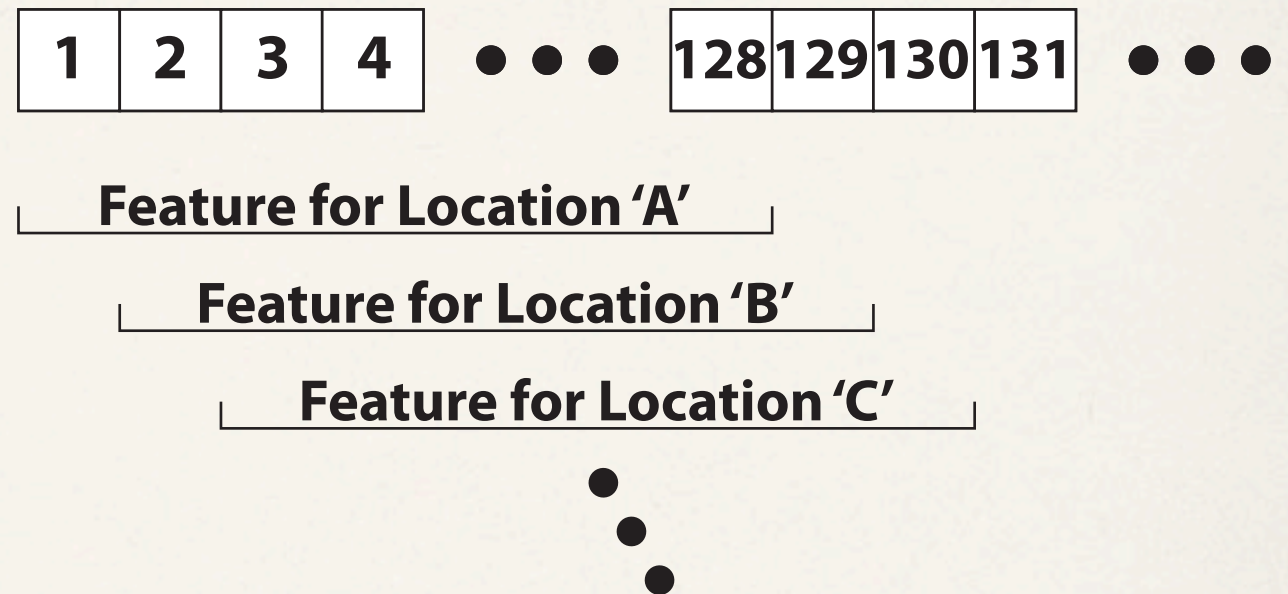 1 2 3 4 ● ● ● 128 129 130 131 ● ● ●
Feature for Location ‘A’
Feature for Location ‘B’
Feature for Location ‘C’